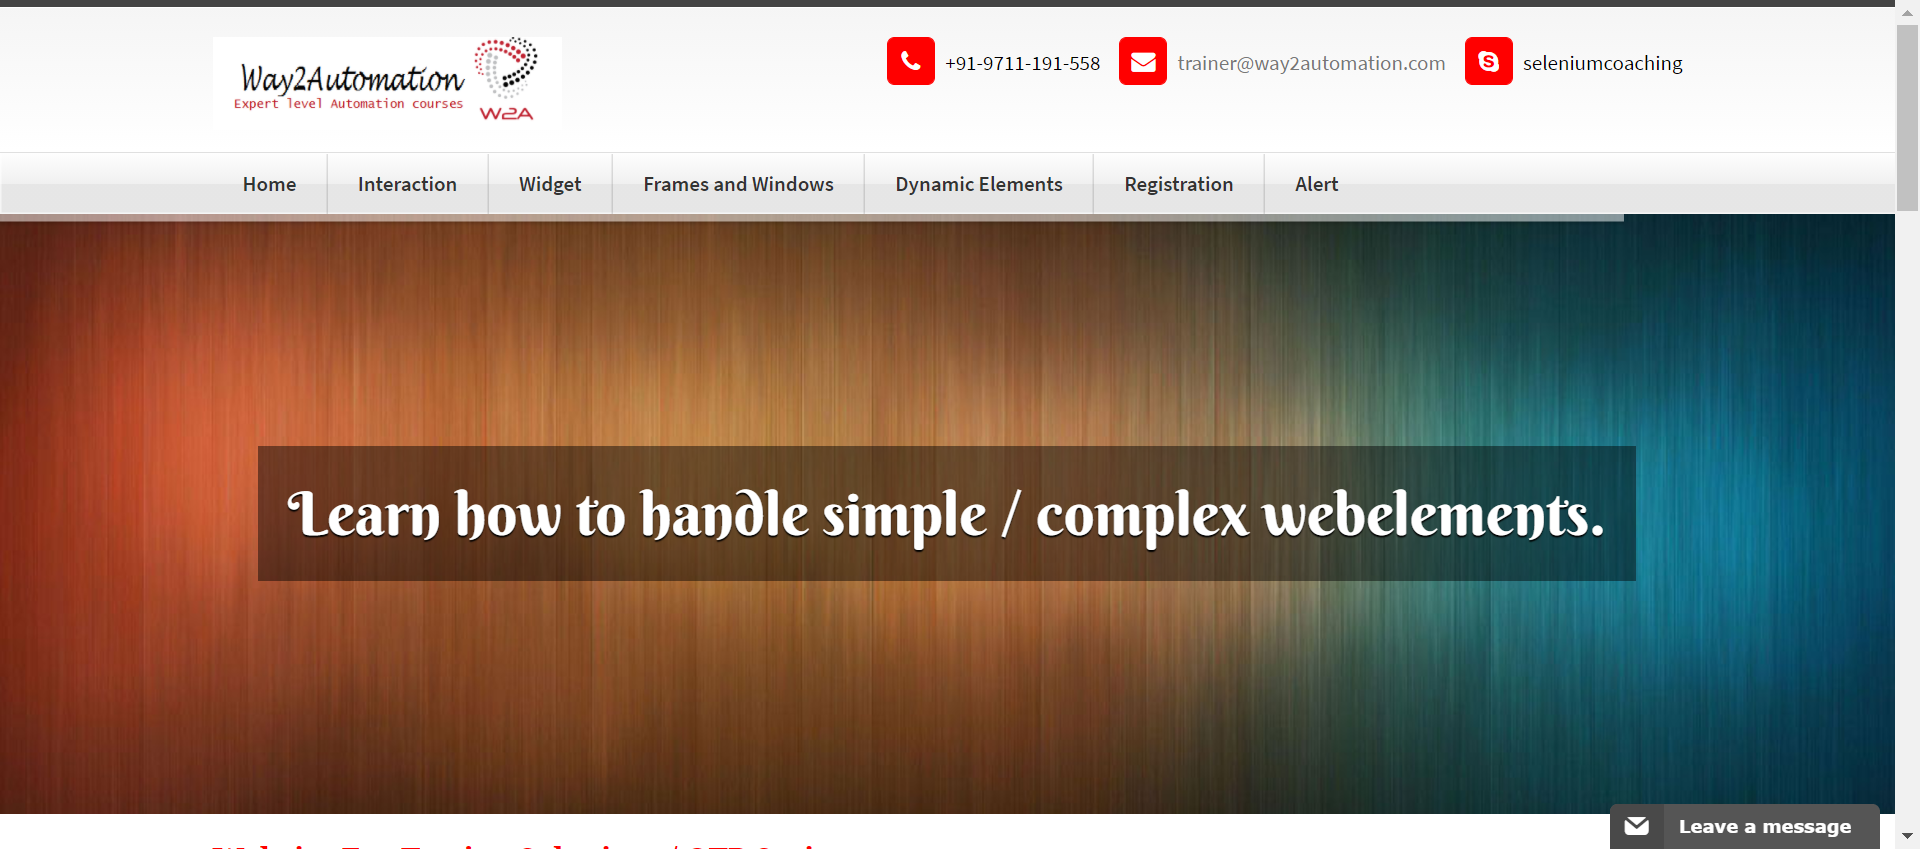 Way2Automation
Expert level Automation courses
W2A
+91-9711-191-558
trainer@way2automation.com
seleniumcoaching
Home
Interaction
Widget
Frames and Windows
Dynamic Elements
Registration
Alert
Learn how to handle simple / complex webelements.
Leave a message